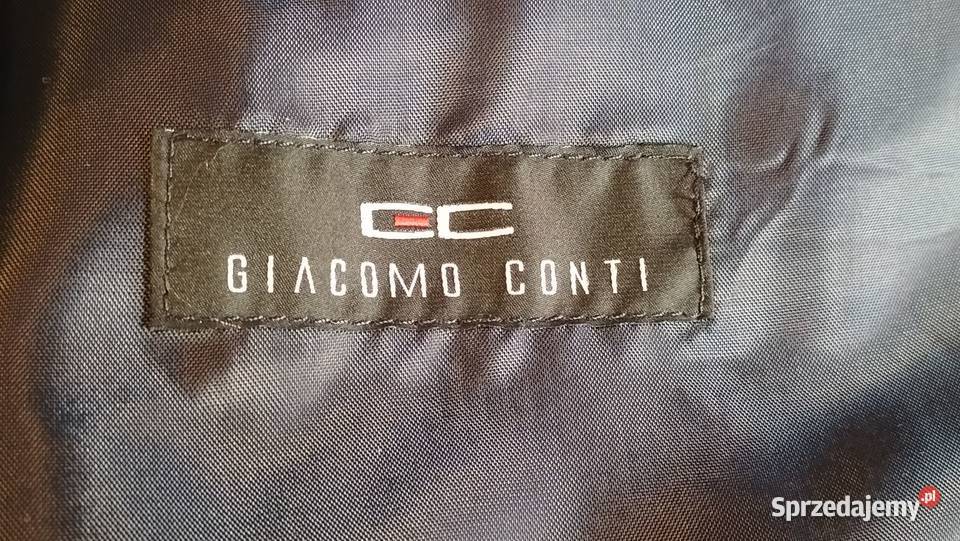 GC
GIACOMO CONTI
Sprzedajemy.pl